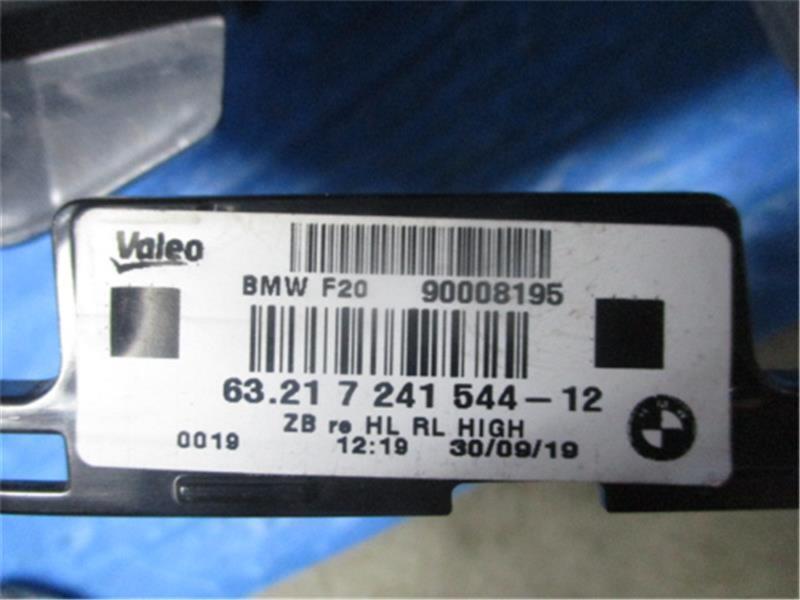 Valeo
BMW F20 90008195
63.21 7 241 544-12
ZB re HL RL HIGH
0019 12:19 30/09/19